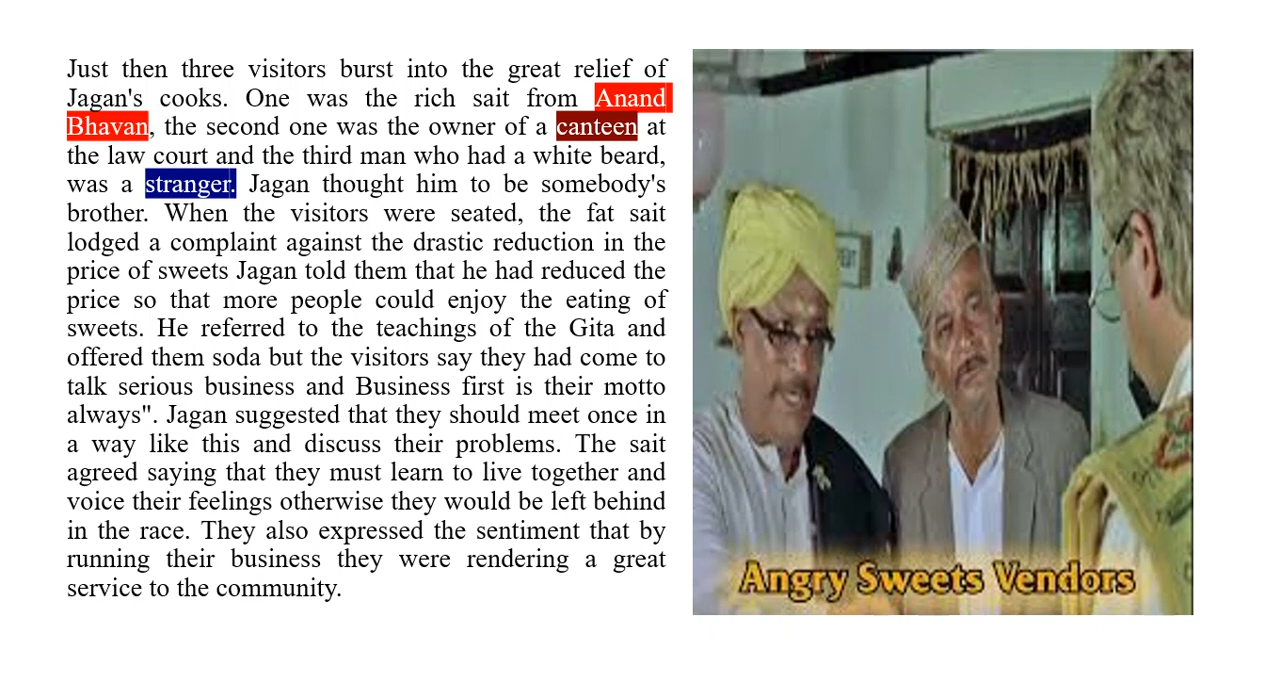 Just then three visitors burst into the great relief of
Jagan's cooks. One was the rich sait from Anand
Bhavan, the second one was the owner of a canteen at
the law court and the third man who had a white beard,
was a stranger. Jagan thought him to be somebody's
brother. When the visitors were seated, the fat sait
lodged a complaint against the drastic reduction in the
price of sweets Jagan told them that he had reduced the
price so that more people could enjoy the eating of
sweets. He referred to the teachings of the Gita and
offered them soda but the visitors say they had come to
talk serious business and Business first is their motto
always". Jagan suggested that they should meet once in
a way like this and discuss their problems. The sait
agreed saying that they must learn to live together and
voice their feelings otherwise they would be left behind
in the race. They also expressed the sentiment that by
running their business they were rendering a great
service to the community.
Angry Sweets Vendors